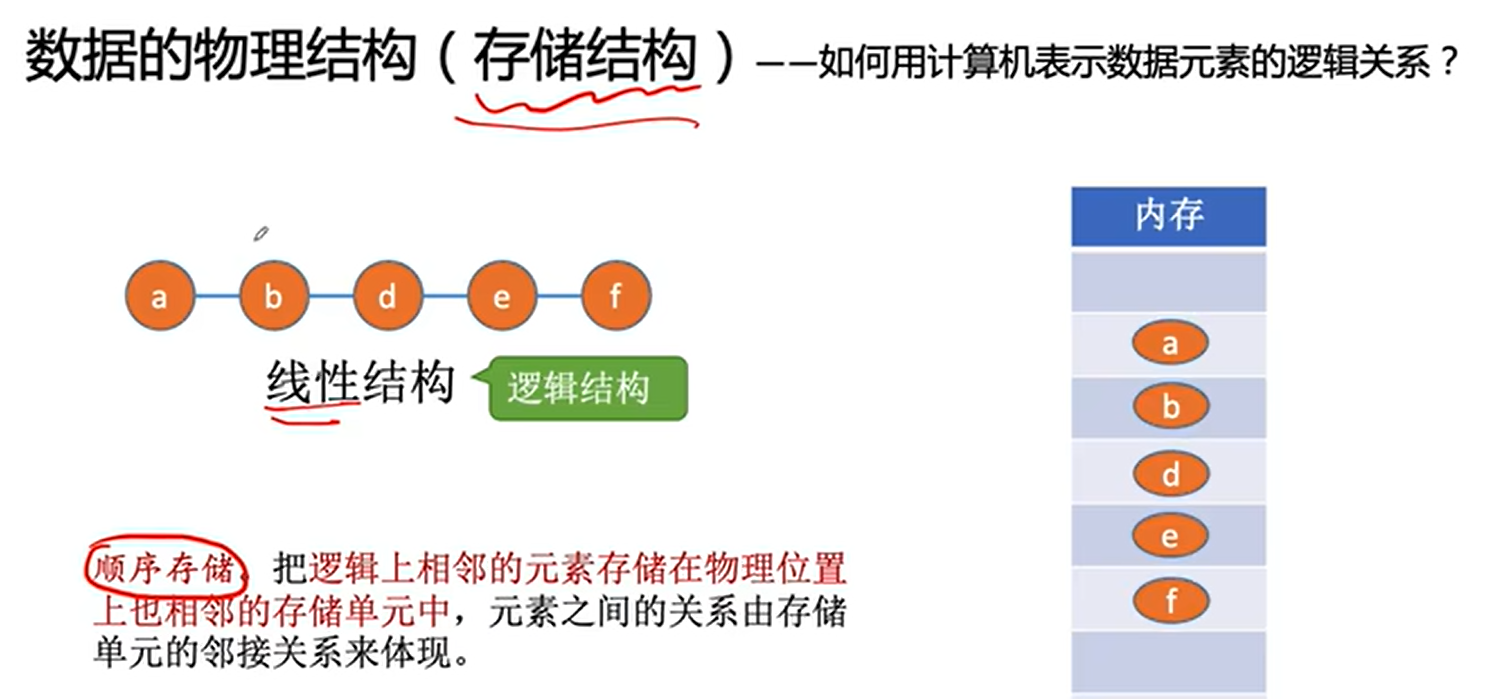 数据的物理结构（存储结构）——如何用计算机表示数据元素的逻辑关系？
a b d e f
线性结构 逻辑结构
内存
a
b
d
e
f
顺序存储。把逻辑上相邻的元素存储在物理位置
上也相邻的存储单元中，元素之间的关系由存储
单元的邻接关系来体现。